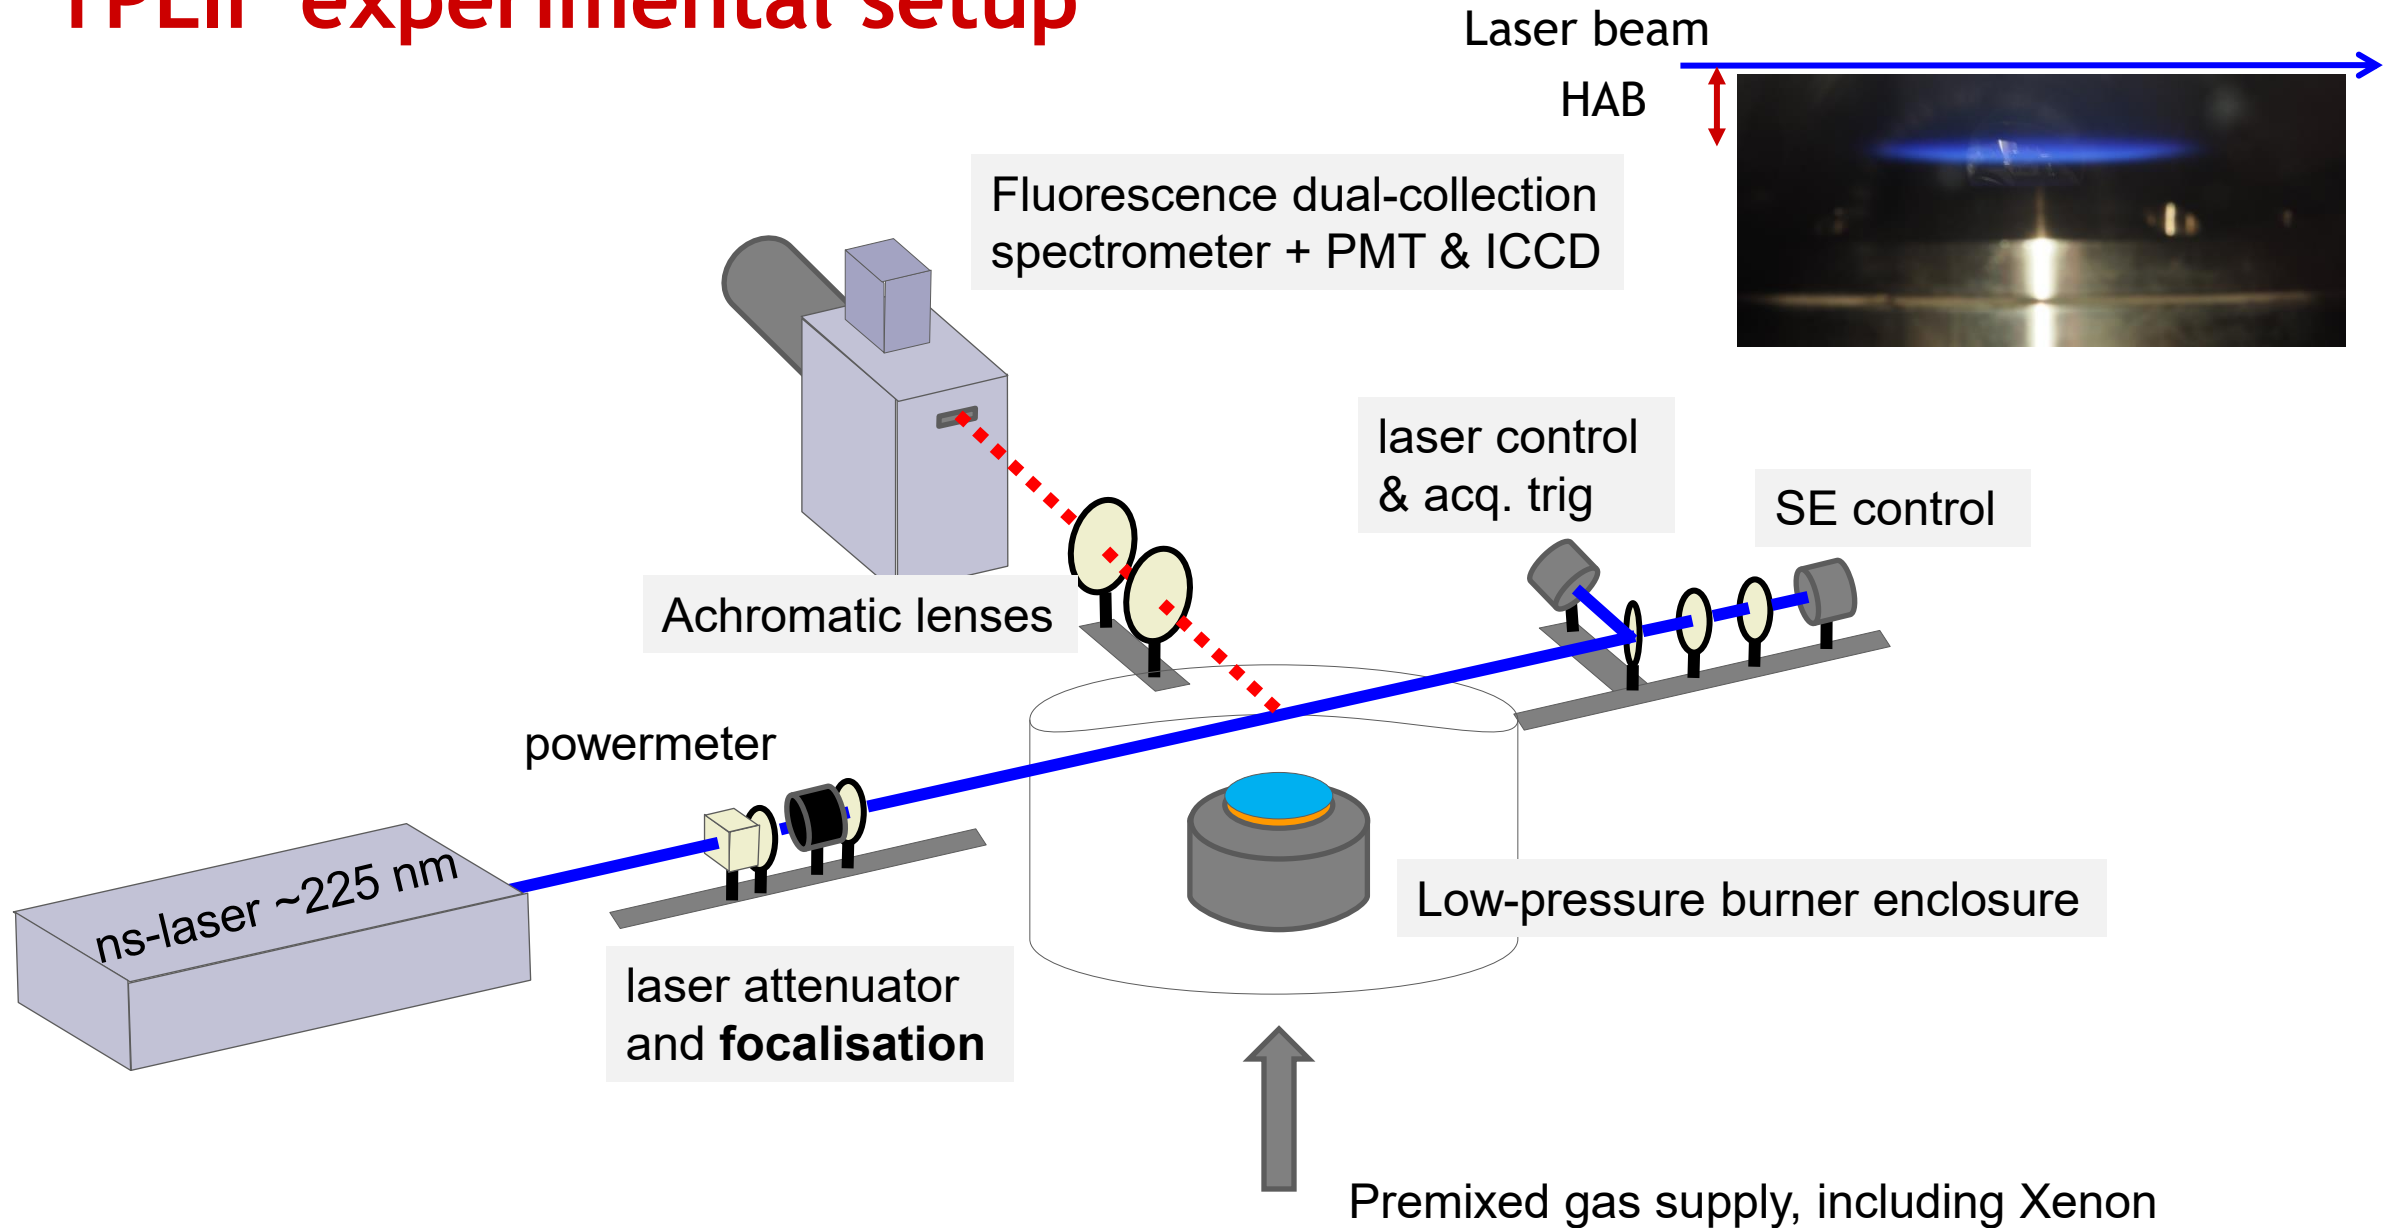 TPLIF experimental setup
Laser beam
HAB
Fluorescence dual-collection
spectrometer + PMT & ICCD
laser control
& acq. trig
SE control
Achromatic lenses
powermeter
ns-laser ~225 nm
Low-pressure burner enclosure
laser attenuator
and focalisation
Premixed gas supply, including Xenon